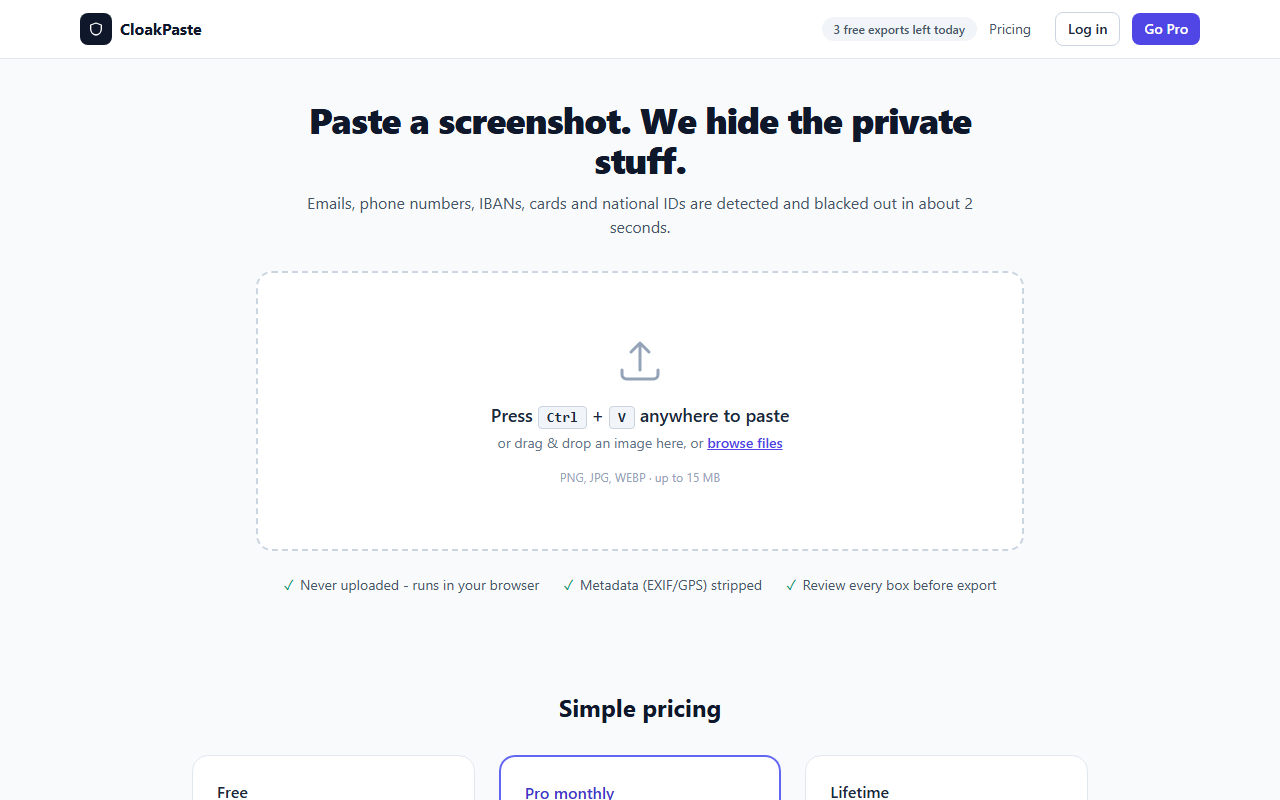 CloakPaste
3 free exports left today
Pricing
Log in
Go Pro
Paste a screenshot. We hide the private
stuff.
Emails, phone numbers, IBANs, cards and national IDs are detected and blacked out in about 2
seconds.
Press Ctrl + V anywhere to paste
or drag & drop an image here, or browse files
PNG, JPG, WEBP · up to 15 MB
✓ Never uploaded - runs in your browser
✓ Metadata (EXIF/GPS) stripped
✓ Review every box before export
Simple pricing
Free
Pro monthly
Lifetime